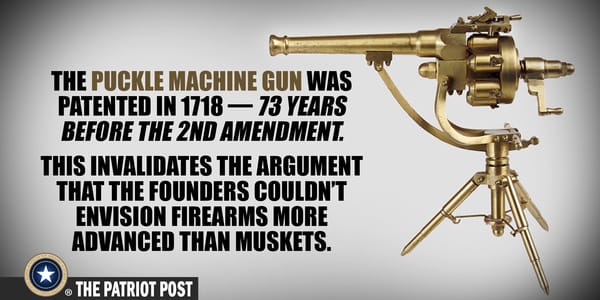 THE PUCKLE MACHINE GUN WAS
PATENTED IN 1718 — 73 YEARS
BEFORE THE 2ND AMENDMENT.
THIS INVALIDATES THE ARGUMENT
THAT THE FOUNDERS COULDN'T
ENVISION FIREARMS MORE
ADVANCED THAN MUSKETS.
® THE PATRIOT POST